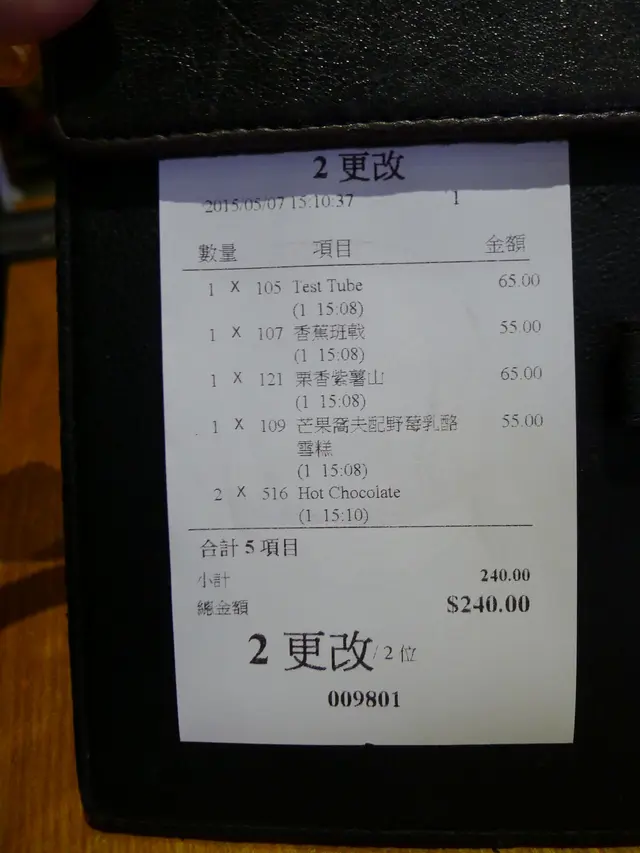 2 更改
2015/05/07 15:10:37 1
數量 項目 金額
1 X 105 Test Tube 65.00
(1 15:08)
1 X 107 香蕉班戟 55.00
(1 15:08)
1 X 121 栗香紫薯山 65.00
(1 15:08)
1 X 109 芒果窩夫配野莓乳酪 55.00
雪糕
(1 15:08)
2 X 516 Hot Chocolate
(1 15:10)
合計 5 項目
小計 240.00
總金額 $240.00
2 更改 / 2 位
009801